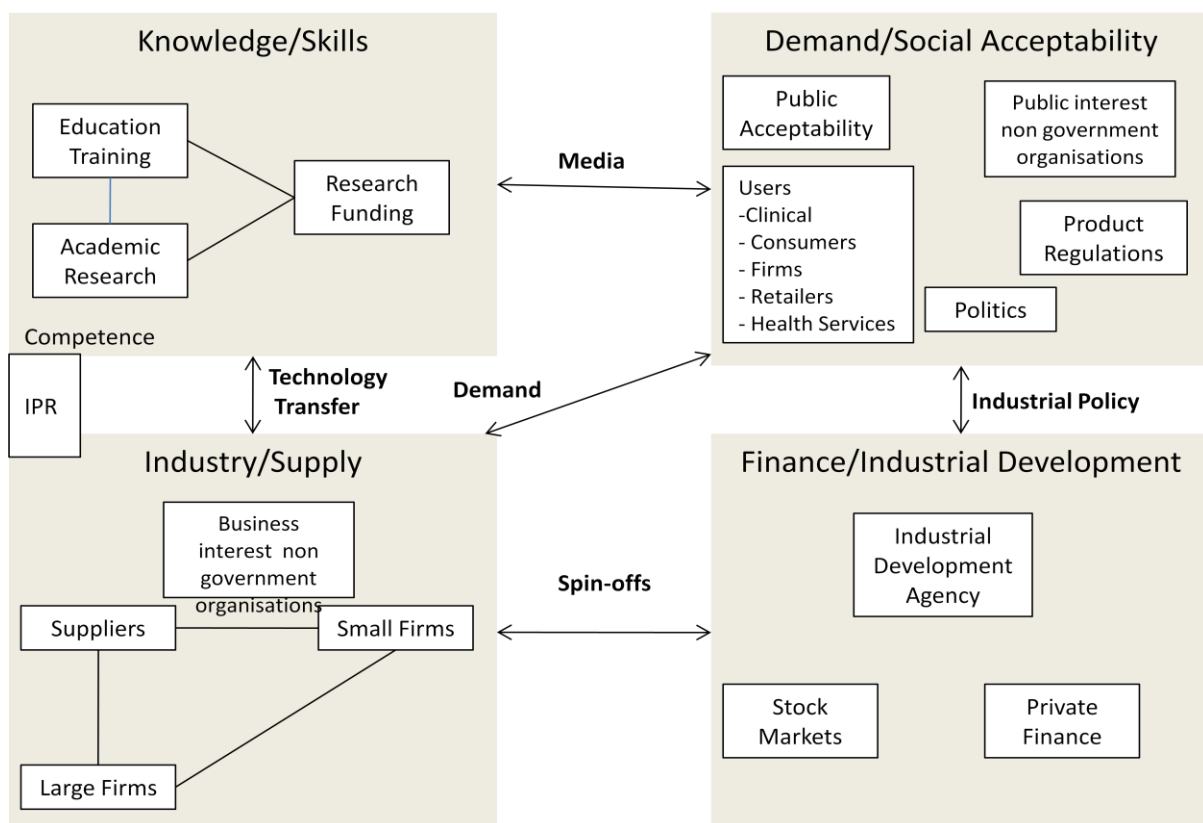 Knowledge/Skills
Education
Training
Research
Funding
Academic
Research
Competence
IPR
Media
Demand/Social Acceptability
Public
Acceptability
Public interest
non government
organisations
Users
-Clinical
- Consumers
- Firms
- Retailers
- Health Services
Product
Regulations
Politics
Technology
Transfer
Demand
Industrial Policy
Industry/Supply
Business
interest non
government
organisations
Suppliers
Small Firms
Large Firms
Spin-offs
Finance/Industrial Development
Industrial
Development
Agency
Stock
Markets
Private
Finance